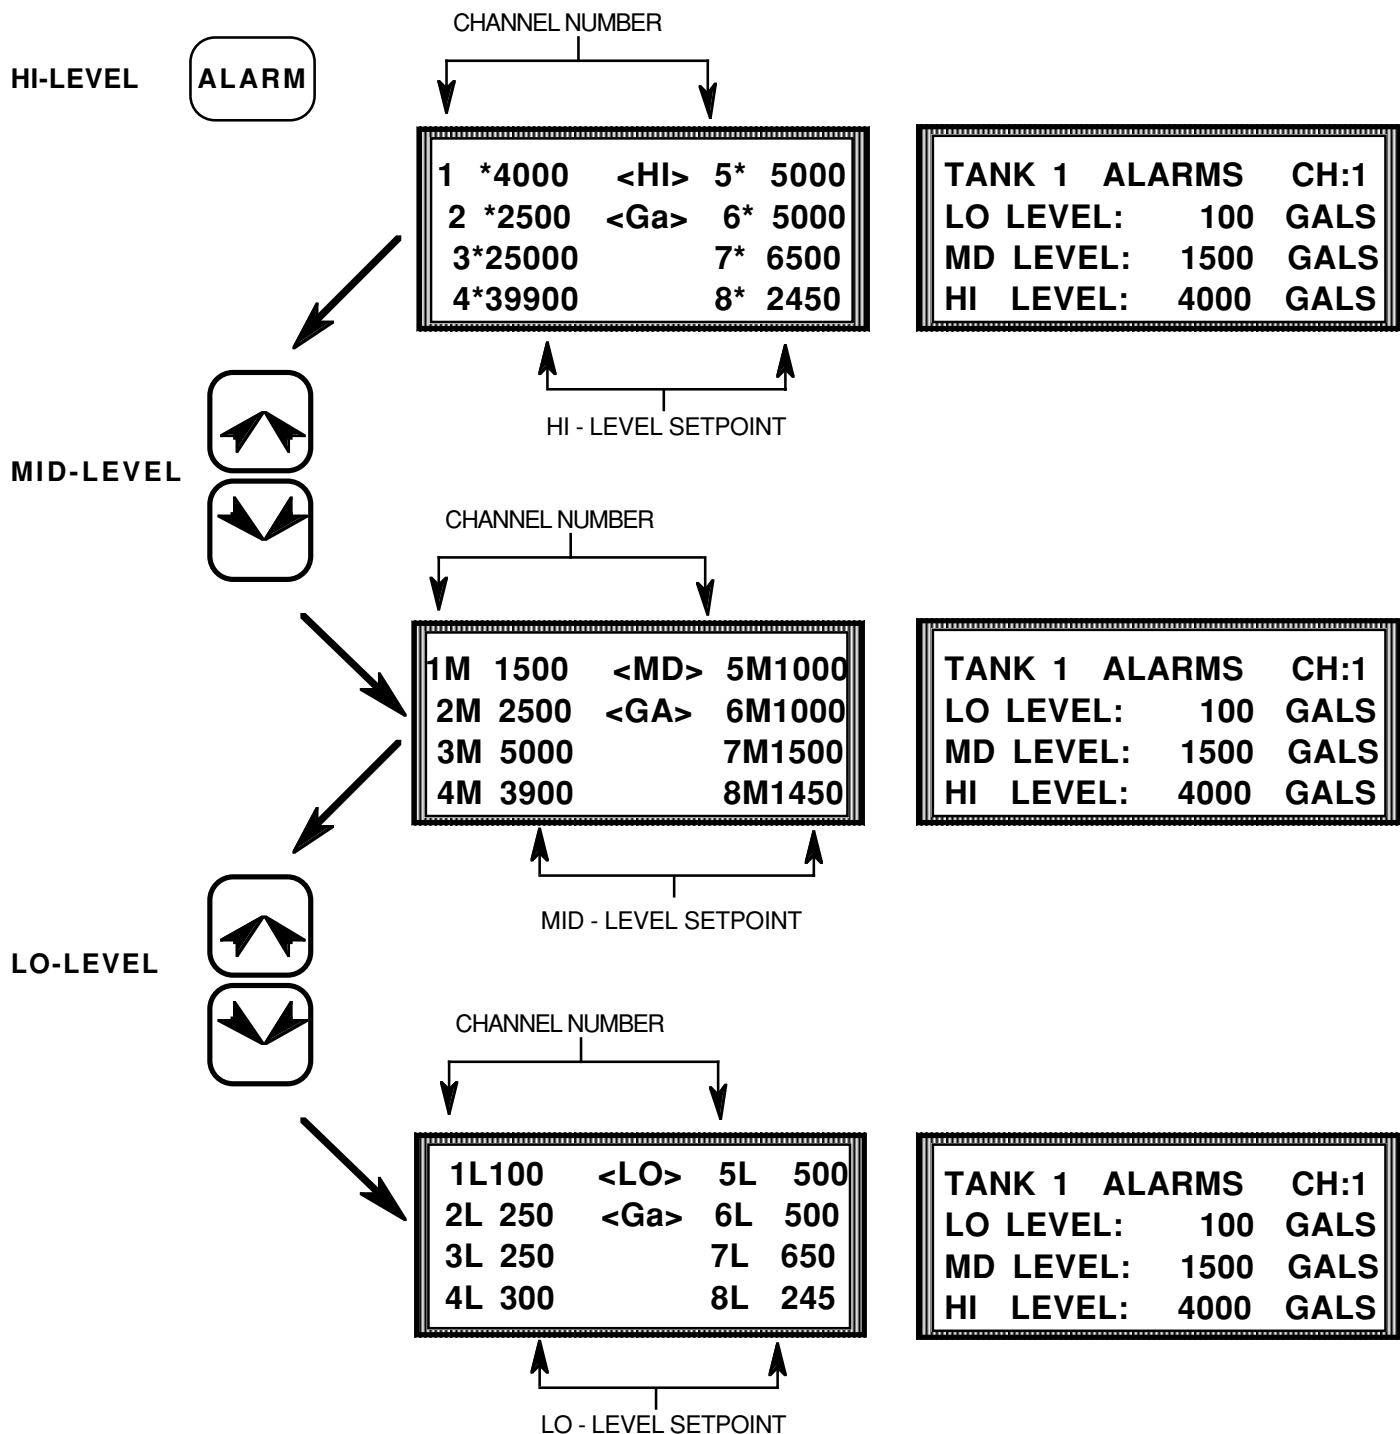 CHANNEL NUMBER
HI-LEVEL ALARM
1 *4000 <HI> 5* 5000
2 *2500 <Ga> 6* 5000
3*25000 7* 6500
4*39900 8* 2450
TANK 1 ALARMS CH:1
LO LEVEL: 100 GALS
MD LEVEL: 1500 GALS
HI LEVEL: 4000 GALS
HI - LEVEL SETPOINT
MID-LEVEL
CHANNEL NUMBER
1M 1500 <MD> 5M1000
2M 2500 <GA> 6M1000
3M 5000 7M1500
4M 3900 8M1450
TANK 1 ALARMS CH:1
LO LEVEL: 100 GALS
MD LEVEL: 1500 GALS
HI LEVEL: 4000 GALS
MID - LEVEL SETPOINT
LO-LEVEL
CHANNEL NUMBER
1L100 <LO> 5L 500
2L 250 <Ga> 6L 500
3L 250 7L 650
4L 300 8L 245
TANK 1 ALARMS CH:1
LO LEVEL: 100 GALS
MD LEVEL: 1500 GALS
HI LEVEL: 4000 GALS
LO - LEVEL SETPOINT